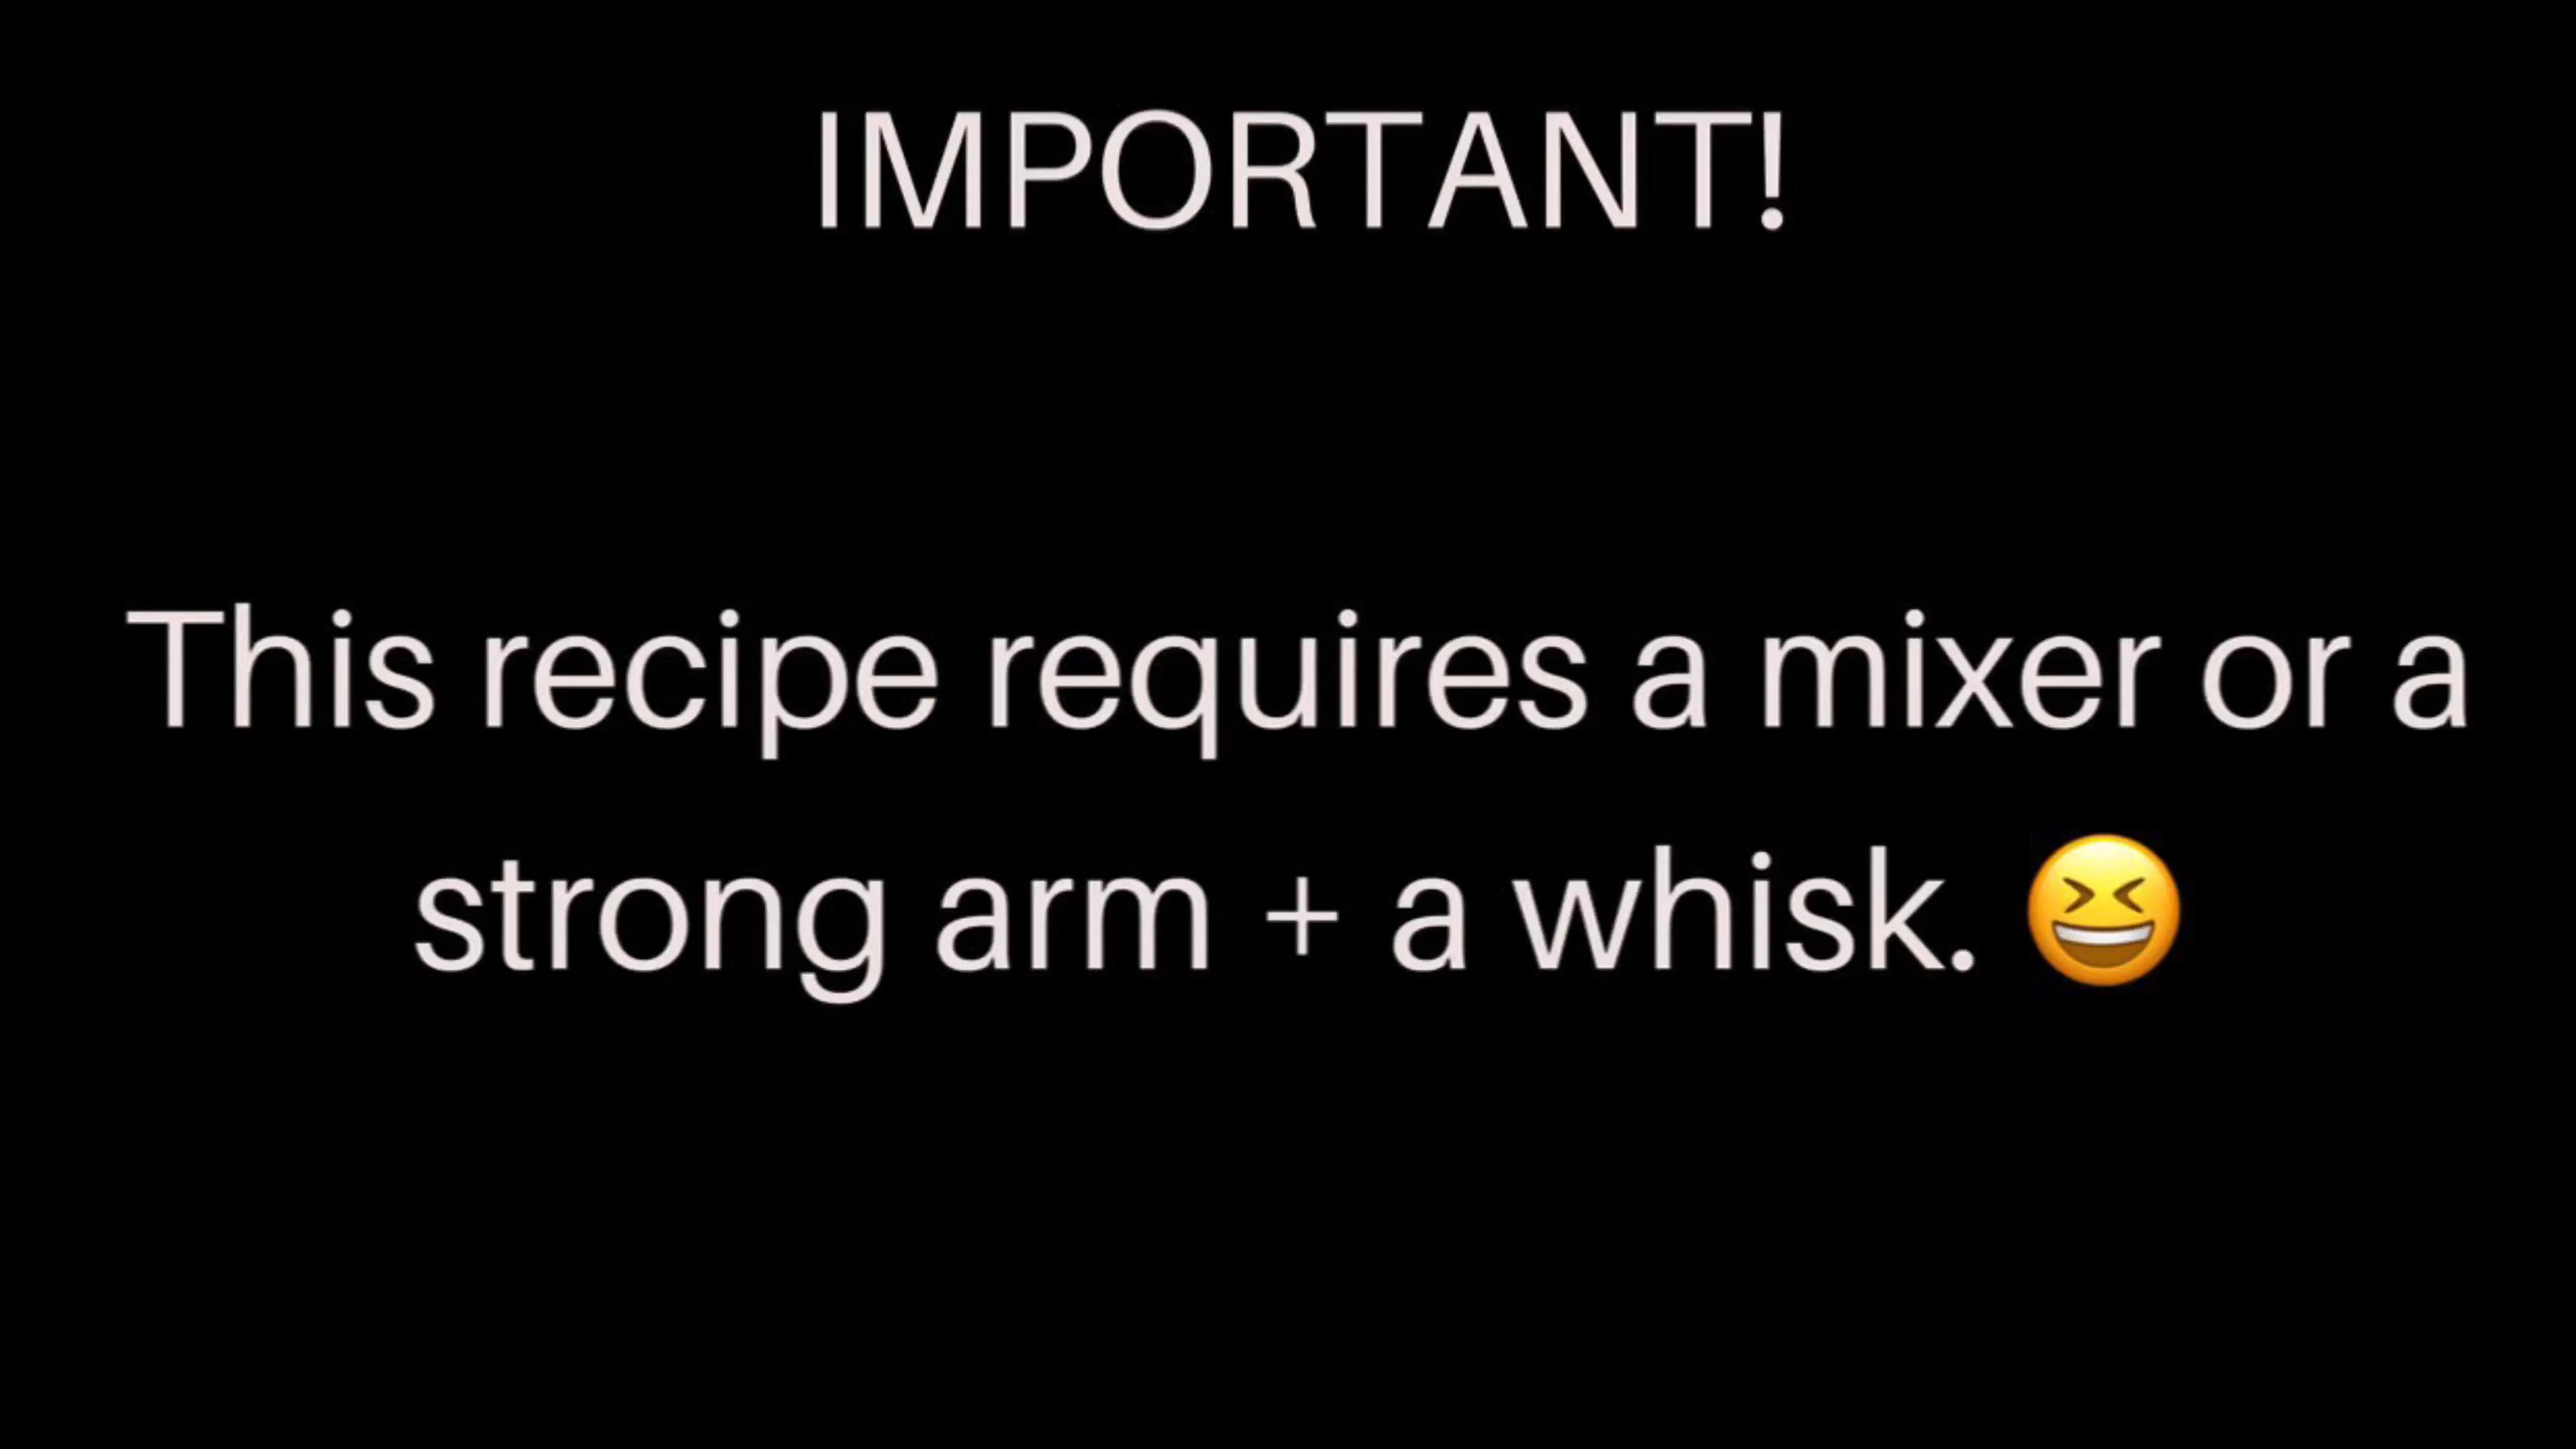 IMPORTANT!
This recipe requires a mixer or a
strong arm + a whisk. 😆